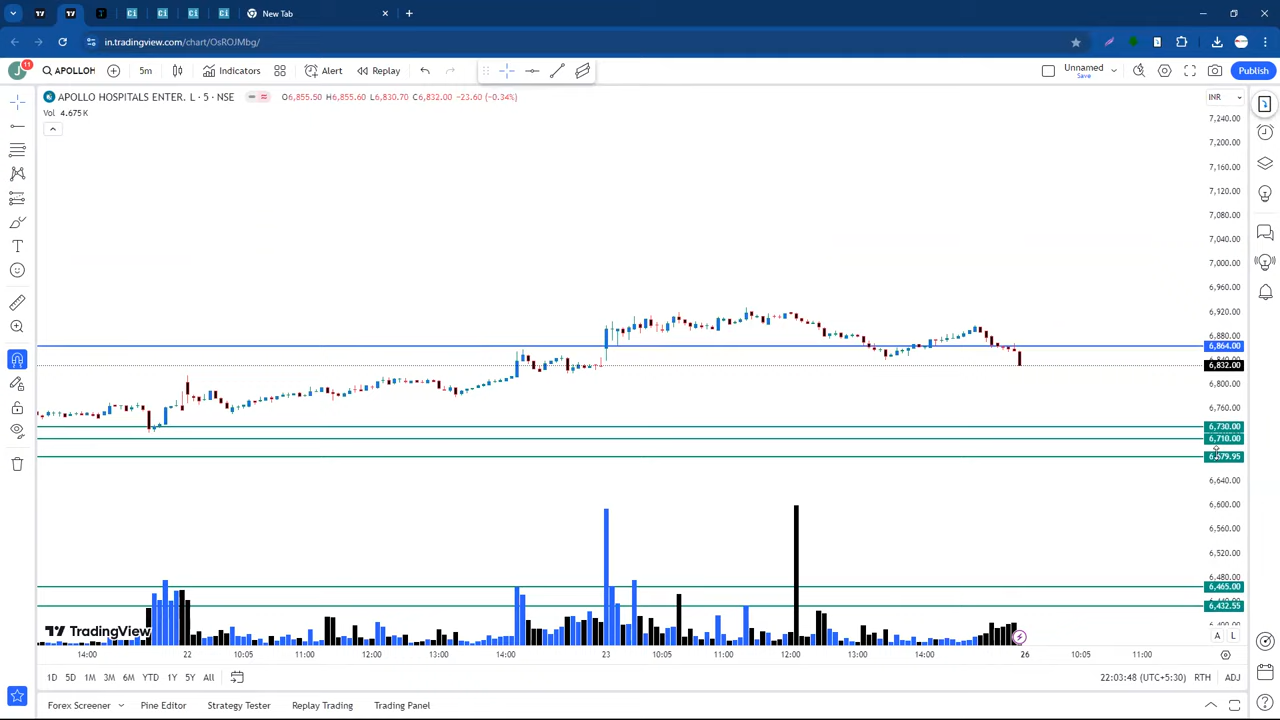 New Tab
in.tradingview.com/chart/OsROJMbg/
11
APOLLOH
5m
Indicators
Alert
Replay
Unnamed
Save
Publish
APOLLO HOSPITALS ENTER. L · 5 · NSE
O6,855.50 H6,855.60 L6,830.70 C6,832.00 −23.60 (−0.34%)
INR
Vol 4.675 K
7,240.00
7,200.00
7,160.00
7,120.00
7,080.00
7,040.00
7,000.00
6,960.00
6,920.00
6,880.00
6,864.00
6,832.00
6,800.00
6,760.00
6,730.00
6,710.00
6,679.95
6,640.00
6,600.00
6,560.00
6,520.00
6,480.00
6,465.00
6,432.55
TradingView
A L
14:00 22 10:05 11:00 12:00 13:00 14:00 23 10:05 11:00 12:00 13:00 14:00 26 10:05 11:00
1D 5D 1M 3M 6M YTD 1Y 5Y All
22:03:48 (UTC+5:30) RTH ADJ
Forex Screener Pine Editor Strategy Tester Replay Trading Trading Panel